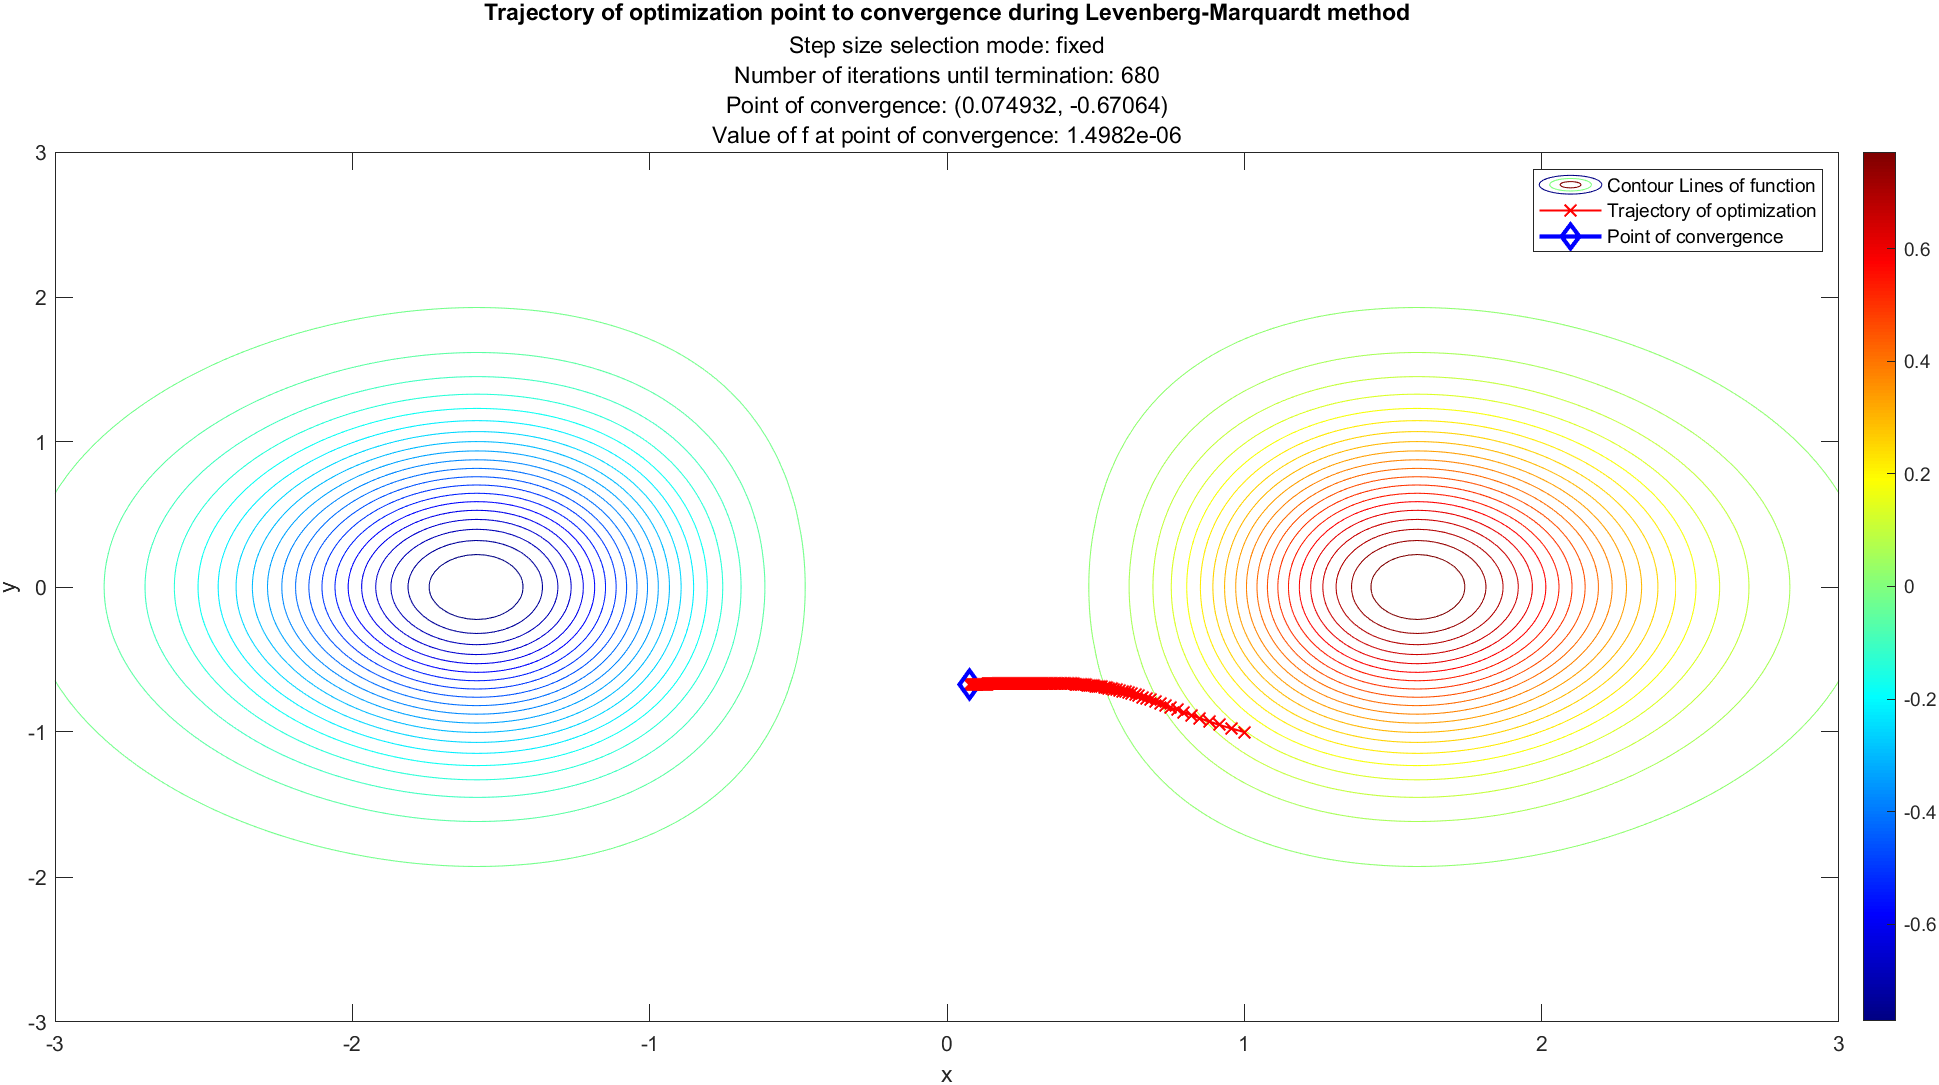 Trajectory of optimization point to convergence during Levenberg-Marquardt method
Step size selection mode: fixed
Number of iterations until termination: 680
Point of convergence: (0.074932, -0.67064)
Value of f at point of convergence: 1.4982e-06
Contour Lines of function
Trajectory of optimization
Point of convergence
3
2
1
0
-1
-2
-3
y
-3
-2
-1
0
1
2
3
x
0.6
0.4
0.2
0
-0.2
-0.4
-0.6